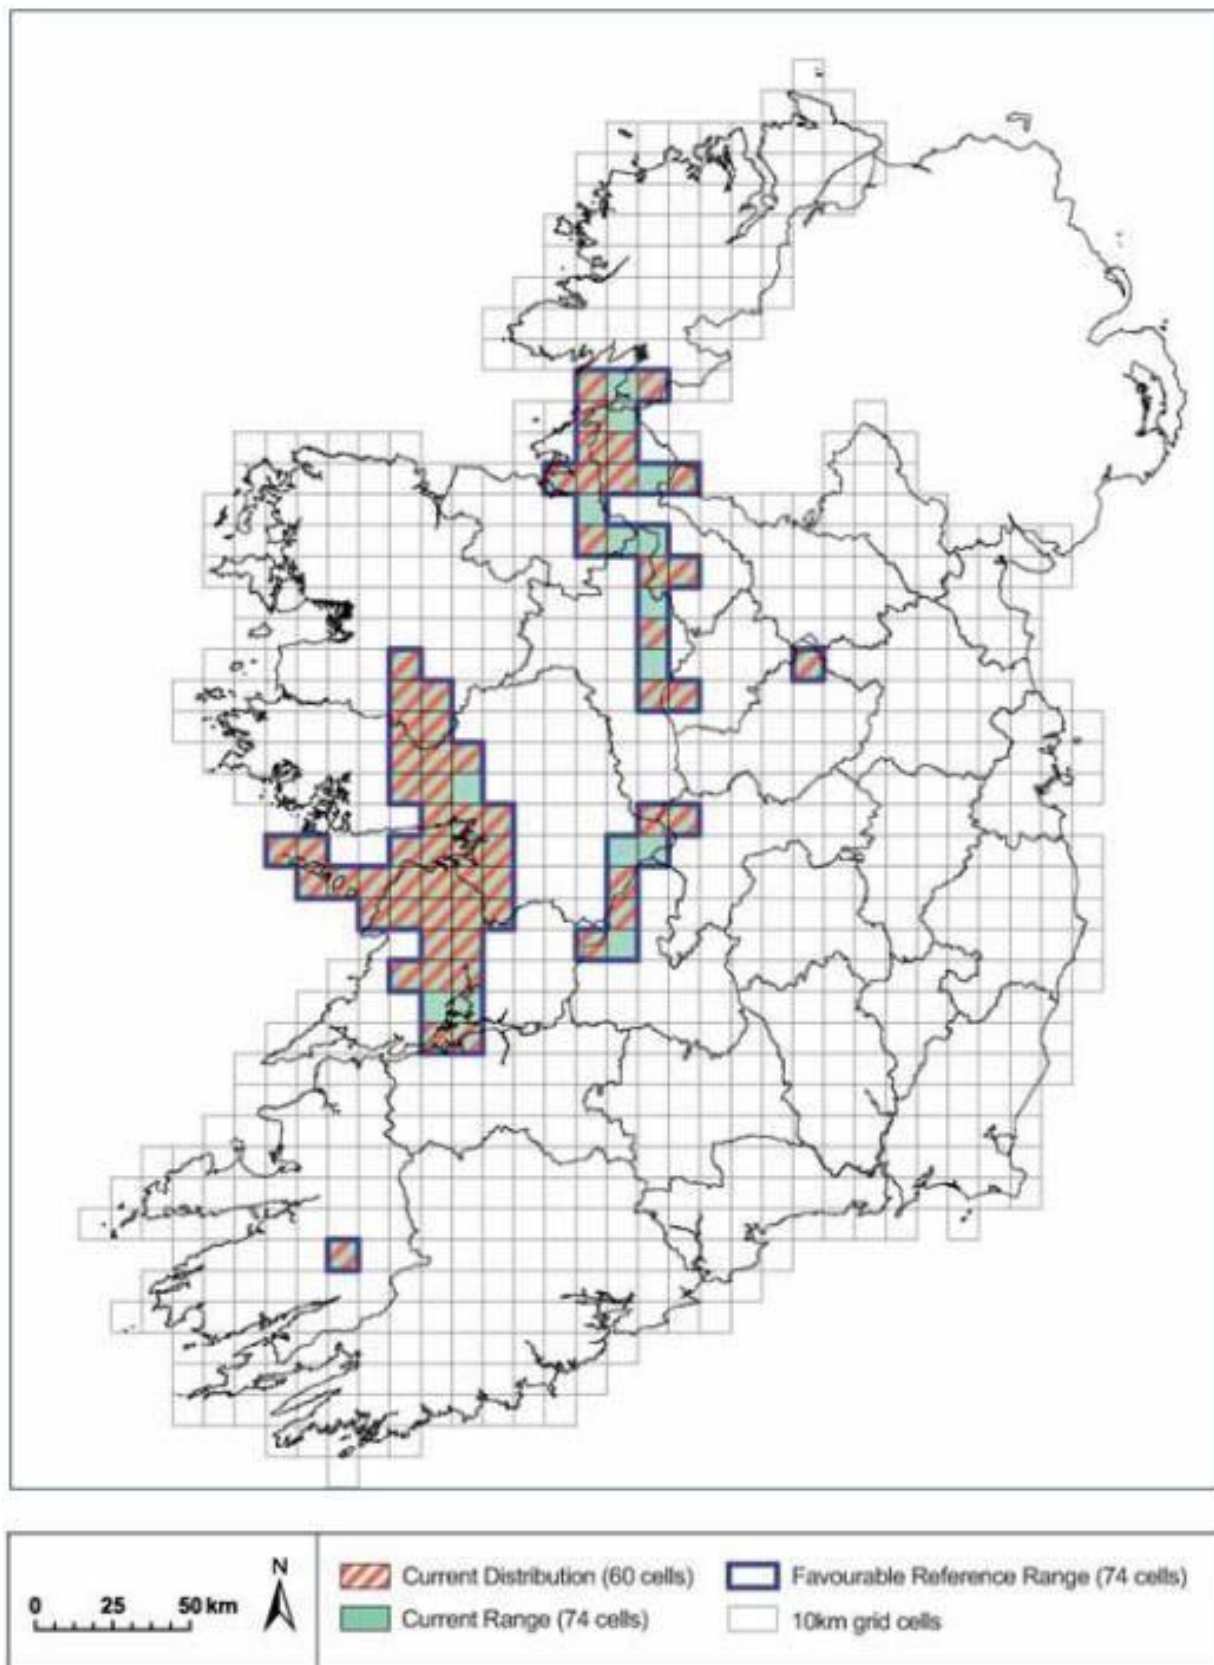 N
0 25 50 km
Current Distribution (60 cells)
Current Range (74 cells)
Favourable Reference Range (74 cells)
10km grid cells